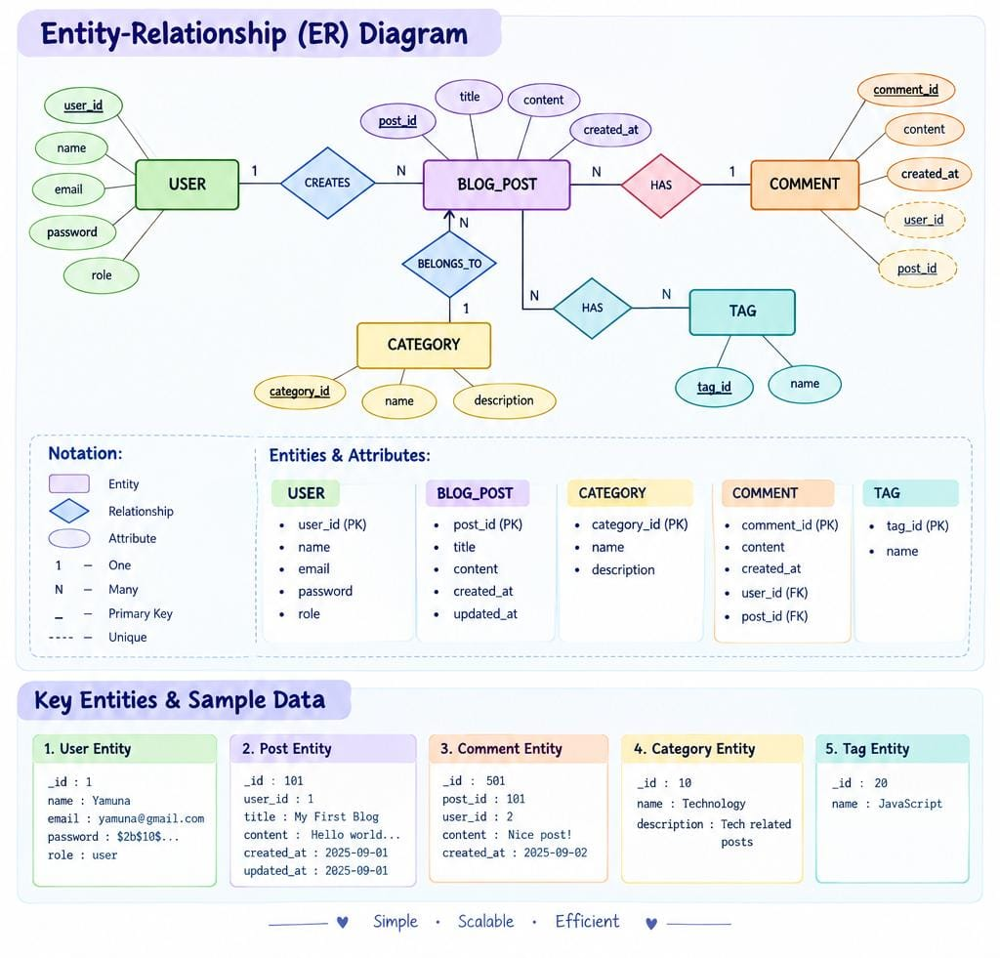 Entity-Relationship (ER) Diagram
user_id
name
email
password
role
USER
1
CREATES
N
post_id
title
content
created_at
BLOG_POST
N
HAS
1
COMMENT
comment_id
content
created_at
user_id
post_id
N
BELONGS_TO
1
CATEGORY
category_id
name
description
N
HAS
N
TAG
tag_id
name
Notation:
Entity
Relationship
Attribute
1 – One
N – Many
_ – Primary Key
---- – Unique
Entities & Attributes:
USER
• user_id (PK)
• name
• email
• password
• role
BLOG_POST
• post_id (PK)
• title
• content
• created_at
• updated_at
CATEGORY
• category_id (PK)
• name
• description
COMMENT
• comment_id (PK)
• content
• created_at
• user_id (FK)
• post_id (FK)
TAG
• tag_id (PK)
• name
Key Entities & Sample Data
1. User Entity
_id : 1
name : Yamuna
email : yamuna@gmail.com
password : $2b$10$...
role : user
2. Post Entity
_id : 101
user_id : 1
title : My First Blog
content : Hello world...
created_at : 2025-09-01
updated_at : 2025-09-01
3. Comment Entity
_id : 501
post_id : 101
user_id : 2
content : Nice post!
created_at : 2025-09-02
4. Category Entity
_id : 10
name : Technology
description : Tech related
posts
5. Tag Entity
_id : 20
name : JavaScript
Simple · Scalable · Efficient